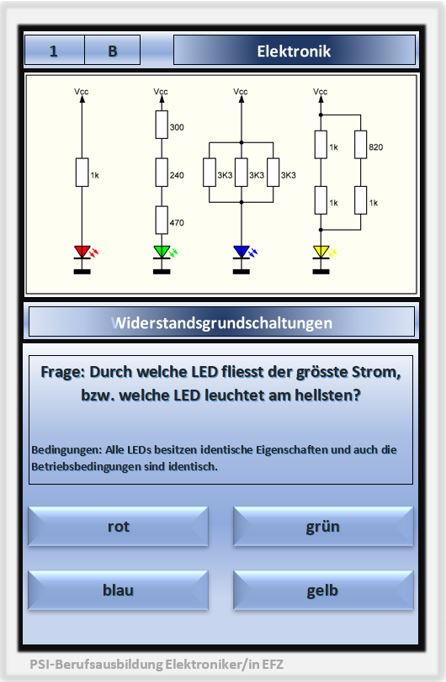 1 B Elektronik
Vcc Vcc Vcc Vcc
300
1k 820
1k 240 3K3 3K3 3K3
1k 1k
470
Widerstandsgrundschaltungen
Frage: Durch welche LED fliesst der grösste Strom,
bzw. welche LED leuchtet am hellsten?
Bedingungen: Alle LEDs besitzen identische Eigenschaften und auch die
Betriebsbedingungen sind identisch.
rot grün
blau gelb
PSI-Berufsausbildung Elektroniker/in EFZ